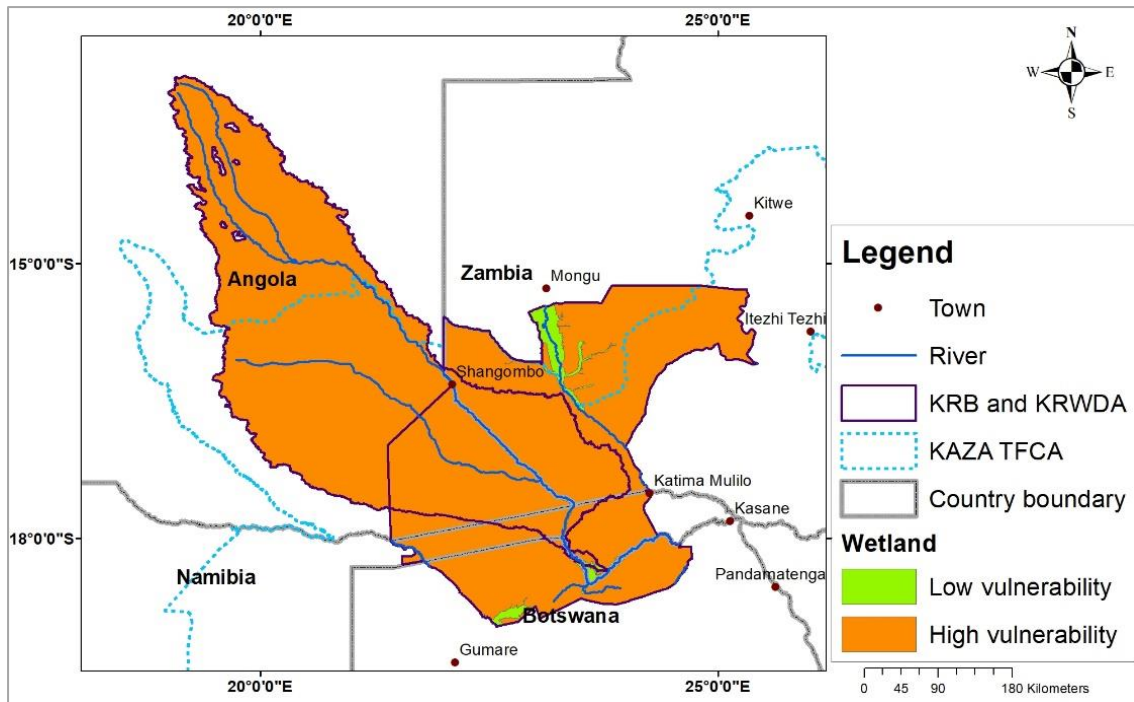 20°0'0"E
25°0'0"E
N
W
E
S
Kitwe
15°0'0"S
Angola
Zambia
Mongu
Itezhi Tezhi
Shangombo
Katima Mulilo
Kasane
18°0'0"S
Namibia
Pandamatenga
Botswana
Gumare
20°0'0"E
25°0'0"E
Legend
Town
River
KRB and KRWDA
KAZA TFCA
Country boundary
Wetland
Low vulnerability
High vulnerability
0 45 90 180 Kilometers